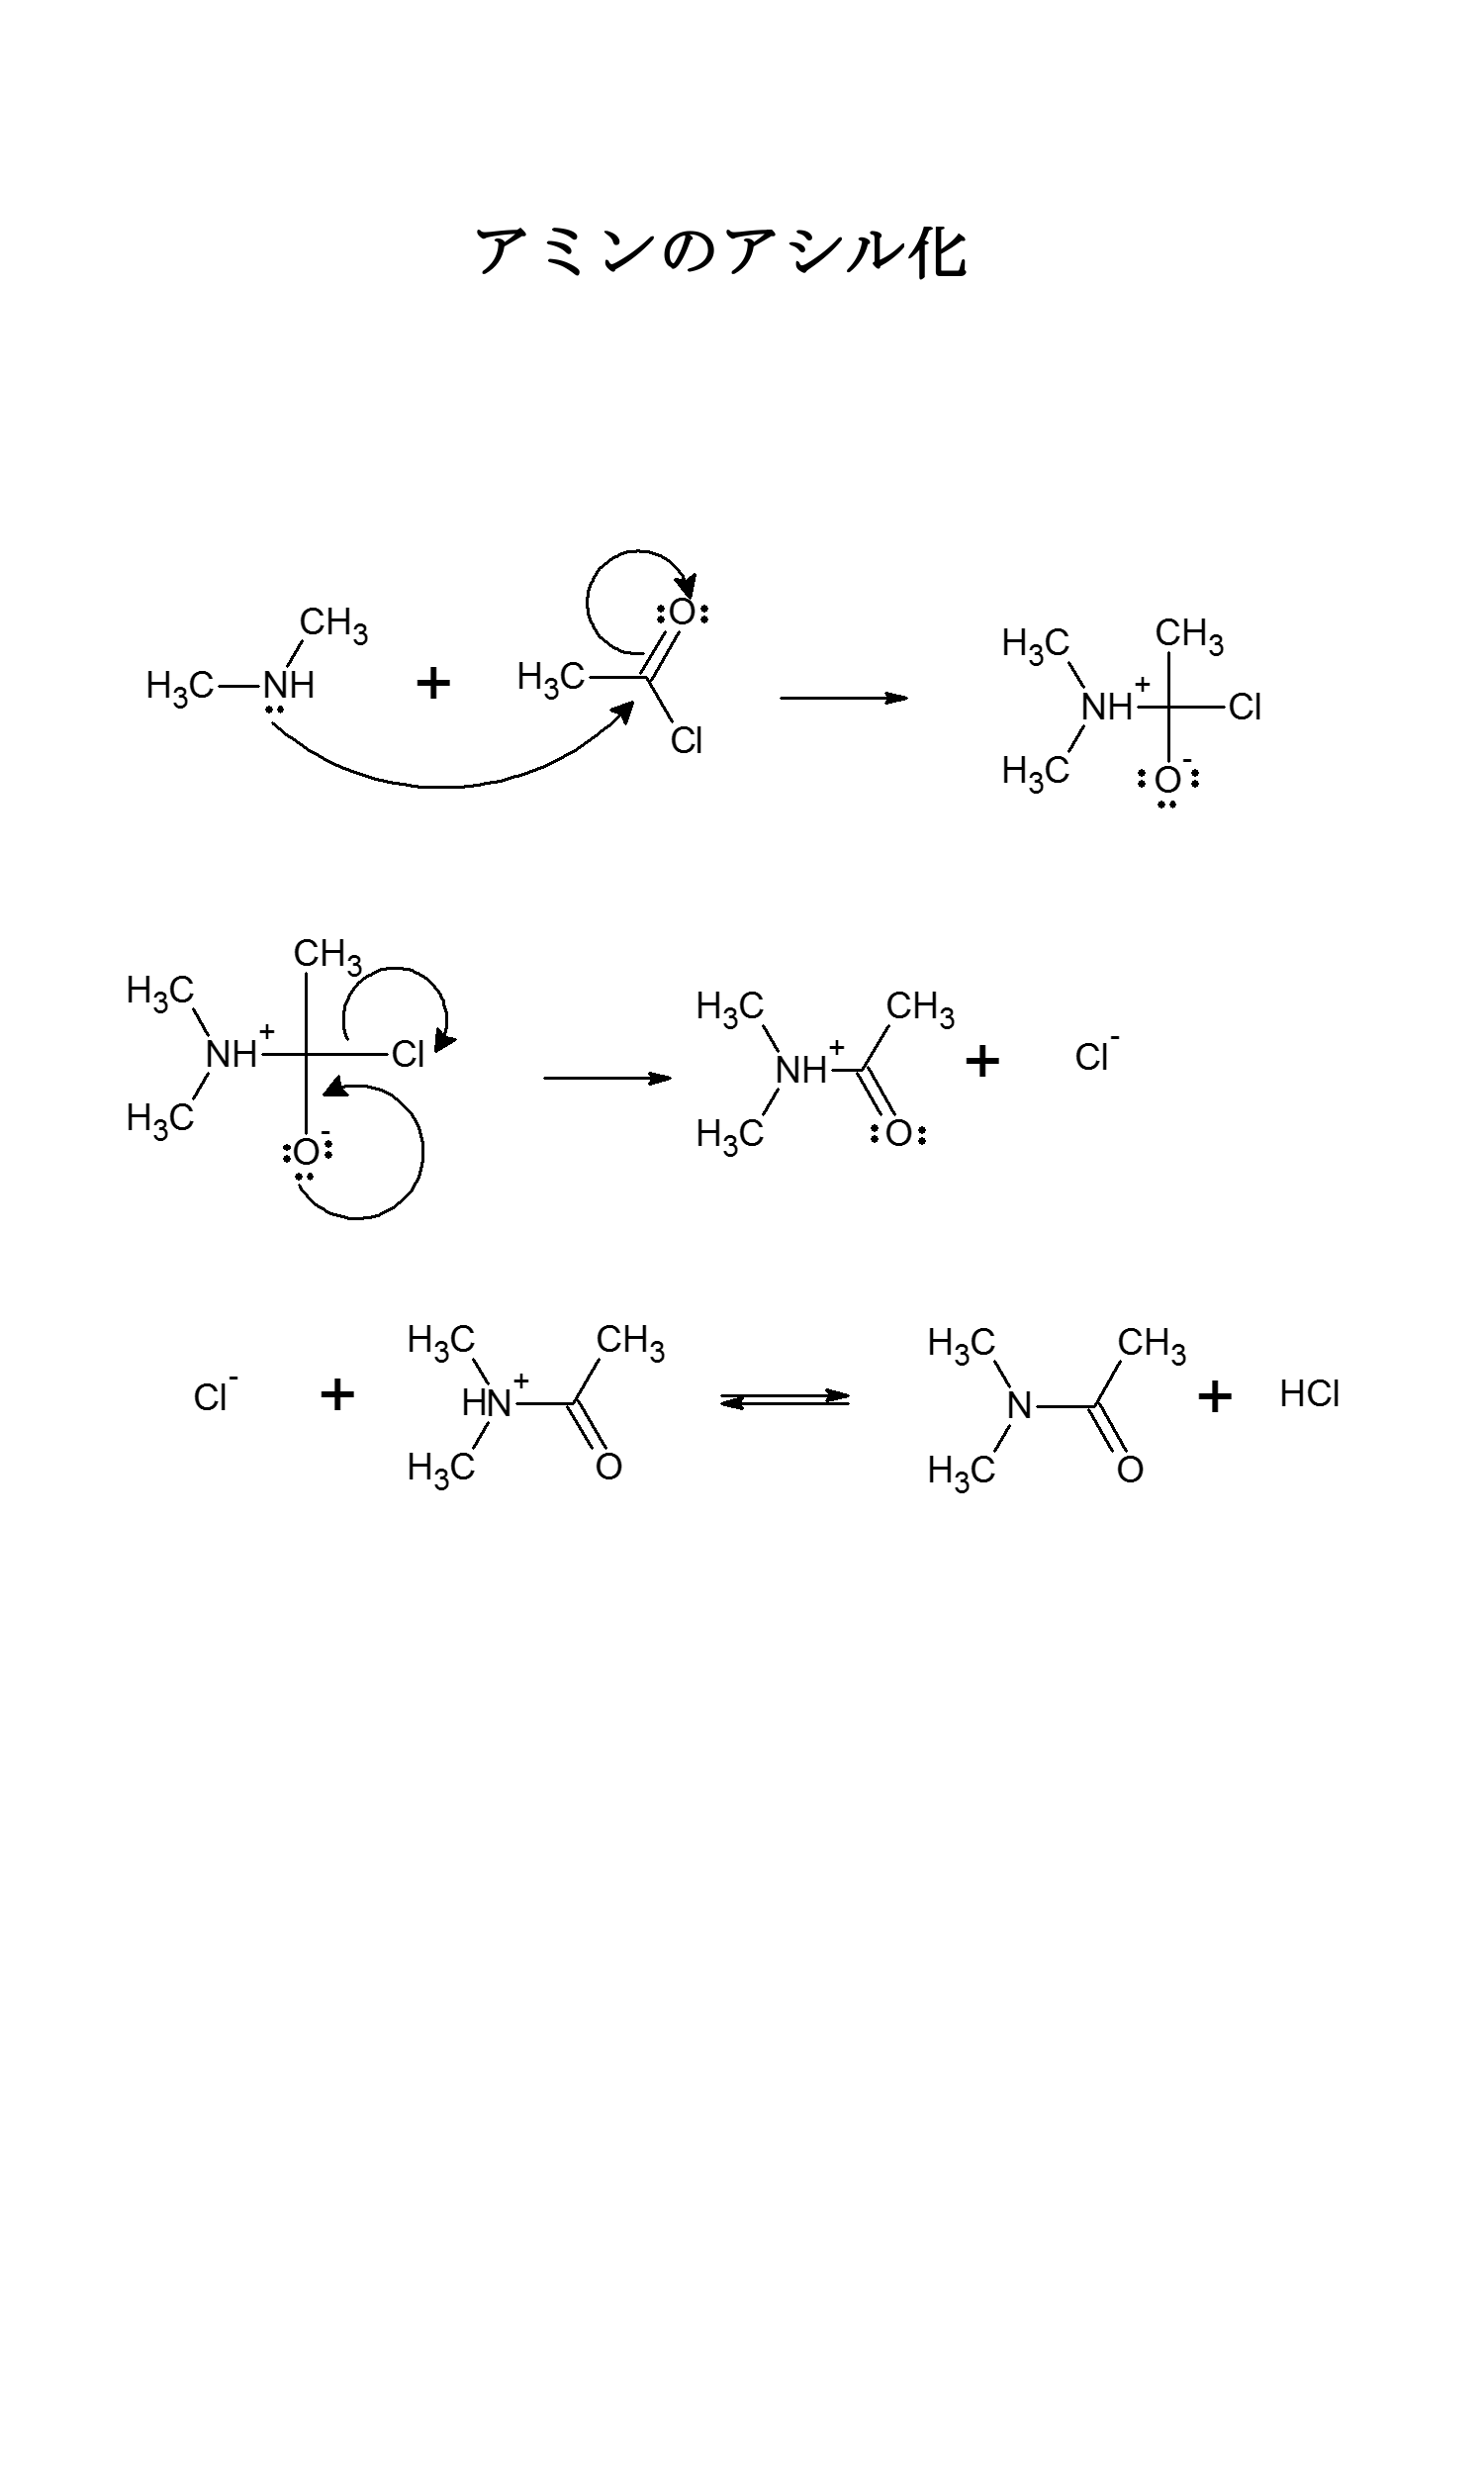 アミンのアシル化
H₃C NH CH₃ + H₃C O Cl H₃C H₃C NH + CH₃ Cl O -
H₃C H₃C NH + CH₃ Cl O - H₃C H₃C NH + CH₃ O + Cl -
Cl - + H₃C H₃C HN + CH₃ O H₃C H₃C N CH₃ O + HCl